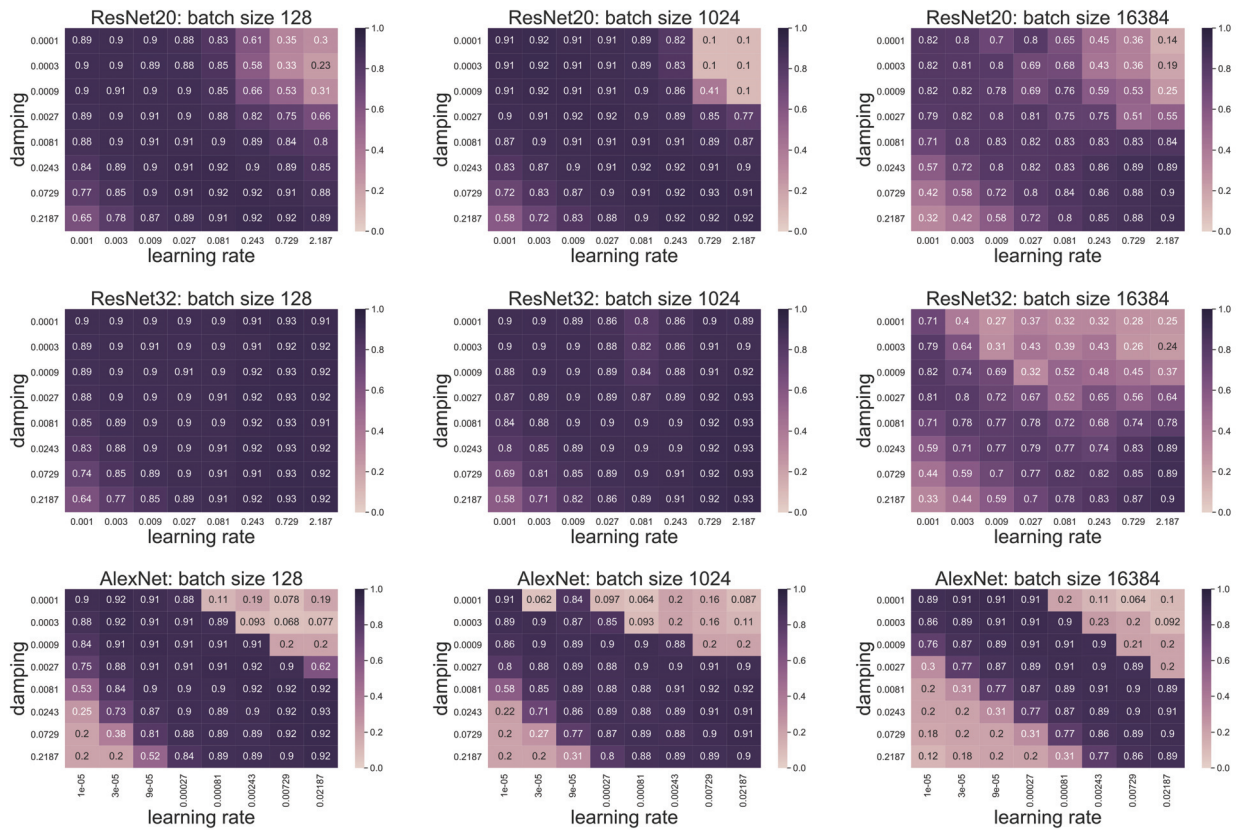 ResNet20: batch size 128
0.0001 0.89 0.9 0.9 0.88 0.83 0.61 0.35 0.3
0.0003 0.9 0.9 0.89 0.88 0.85 0.58 0.33 0.23
0.0009 0.9 0.91 0.9 0.9 0.85 0.66 0.53 0.31
0.0027 0.9 0.9 0.91 0.9 0.88 0.82 0.75 0.66
0.0081 0.88 0.9 0.91 0.91 0.9 0.89 0.84 0.8
0.0243 0.84 0.89 0.9 0.91 0.92 0.9 0.89 0.85
0.0729 0.77 0.85 0.9 0.91 0.92 0.92 0.91 0.88
0.2187 0.65 0.78 0.87 0.89 0.91 0.92 0.92 0.89
damping
0.001 0.003 0.009 0.027 0.081 0.243 0.729 2.187
learning rate
1.0
0.8
0.6
0.4
0.2
0.0
ResNet20: batch size 1024
0.0001 0.91 0.92 0.91 0.91 0.89 0.82 0.1 0.1
0.0003 0.91 0.92 0.91 0.91 0.89 0.83 0.1 0.1
0.0009 0.91 0.92 0.91 0.91 0.9 0.9 0.41 0.1
0.0027 0.9 0.91 0.92 0.91 0.9 0.89 0.85 0.77
0.0081 0.87 0.9 0.91 0.92 0.91 0.91 0.89 0.87
0.0243 0.83 0.87 0.9 0.91 0.92 0.92 0.91 0.9
0.0729 0.72 0.83 0.87 0.9 0.91 0.92 0.93 0.91
0.2187 0.58 0.72 0.83 0.88 0.9 0.92 0.92 0.92
damping
0.001 0.003 0.009 0.027 0.081 0.243 0.729 2.187
learning rate
1.0
0.8
0.6
0.4
0.2
0.0
ResNet20: batch size 16384
0.0001 0.82 0.8 0.7 0.8 0.65 0.45 0.36 0.14
0.0003 0.82 0.81 0.8 0.69 0.68 0.43 0.36 0.19
0.0009 0.82 0.82 0.78 0.69 0.76 0.59 0.53 0.25
0.0027 0.79 0.82 0.8 0.81 0.75 0.75 0.51 0.55
0.0081 0.71 0.8 0.83 0.82 0.83 0.83 0.83 0.84
0.0243 0.57 0.72 0.8 0.82 0.83 0.89 0.86 0.89
0.0729 0.42 0.58 0.72 0.8 0.84 0.86 0.88 0.9
0.2187 0.32 0.42 0.58 0.72 0.8 0.85 0.88 0.9
damping
0.001 0.003 0.009 0.027 0.081 0.243 0.729 2.187
learning rate
1.0
0.8
0.6
0.4
0.2
0.0
ResNet32: batch size 128
0.0001 0.9 0.9 0.9 0.9 0.9 0.91 0.93 0.91
0.0003 0.89 0.9 0.91 0.9 0.9 0.92 0.92 0.92
0.0009 0.9 0.9 0.9 0.91 0.9 0.92 0.93 0.92
0.0027 0.88 0.9 0.9 0.9 0.91 0.92 0.93 0.92
0.0081 0.85 0.89 0.9 0.9 0.9 0.92 0.93 0.91
0.0243 0.83 0.88 0.9 0.9 0.91 0.92 0.92 0.92
0.0729 0.74 0.85 0.89 0.9 0.91 0.91 0.93 0.92
0.2187 0.64 0.77 0.85 0.89 0.91 0.92 0.93 0.92
damping
0.001 0.003 0.009 0.027 0.081 0.243 0.729 2.187
learning rate
1.0
0.8
0.6
0.4
0.2
0.0
ResNet32: batch size 1024
0.0001 0.9 0.9 0.89 0.86 0.8 0.86 0.9 0.89
0.0003 0.9 0.9 0.9 0.88 0.82 0.86 0.91 0.9
0.0009 0.88 0.9 0.9 0.89 0.84 0.88 0.91 0.92
0.0027 0.87 0.89 0.9 0.89 0.87 0.89 0.91 0.92
0.0081 0.84 0.88 0.9 0.9 0.9 0.9 0.92 0.93
0.0243 0.8 0.85 0.89 0.9 0.9 0.91 0.92 0.93
0.0729 0.69 0.81 0.85 0.89 0.9 0.91 0.92 0.93
0.2187 0.58 0.71 0.82 0.86 0.89 0.91 0.92 0.93
damping
0.001 0.003 0.009 0.027 0.081 0.243 0.729 2.187
learning rate
1.0
0.8
0.6
0.4
0.2
0.0
ResNet32: batch size 16384
0.0001 0.71 0.4 0.27 0.37 0.32 0.32 0.28 0.25
0.0003 0.79 0.64 0.31 0.43 0.39 0.43 0.26 0.24
0.0009 0.82 0.74 0.69 0.32 0.52 0.48 0.45 0.37
0.0027 0.81 0.8 0.72 0.67 0.52 0.65 0.56 0.64
0.0081 0.71 0.78 0.77 0.78 0.72 0.68 0.74 0.78
0.0243 0.59 0.71 0.77 0.79 0.77 0.74 0.83 0.89
0.0729 0.44 0.59 0.7 0.77 0.82 0.82 0.85 0.89
0.2187 0.33 0.44 0.59 0.7 0.78 0.83 0.87 0.9
damping
0.001 0.003 0.009 0.027 0.081 0.243 0.729 2.187
learning rate
1.0
0.8
0.6
0.4
0.2
0.0
AlexNet: batch size 128
0.0001 0.9 0.92 0.91 0.88 0.11 0.19 0.078 0.19
0.0003 0.88 0.92 0.91 0.91 0.89 0.093 0.068 0.077
0.0009 0.84 0.91 0.91 0.91 0.91 0.91 0.2 0.2
0.0027 0.75 0.88 0.91 0.91 0.91 0.92 0.9 0.62
0.0081 0.53 0.84 0.9 0.9 0.9 0.92 0.92 0.92
0.0243 0.25 0.73 0.87 0.9 0.89 0.9 0.92 0.93
0.0729 0.2 0.38 0.81 0.88 0.89 0.89 0.92 0.92
0.2187 0.2 0.2 0.52 0.84 0.89 0.89 0.9 0.92
damping
1e-05 3e-05 9e-05 0.00027 0.00081 0.00243 0.00729 0.02187
learning rate
1.0
0.8
0.6
0.4
0.2
0.0
AlexNet: batch size 1024
0.0001 0.91 0.062 0.84 0.097 0.064 0.2 0.16 0.087
0.0003 0.89 0.9 0.87 0.85 0.093 0.2 0.16 0.11
0.0009 0.86 0.9 0.89 0.9 0.89 0.9 0.2 0.2
0.0027 0.8 0.88 0.89 0.89 0.9 0.9 0.92 0.9
0.0081 0.58 0.85 0.89 0.88 0.88 0.91 0.92 0.92
0.0243 0.22 0.71 0.86 0.89 0.88 0.89 0.91 0.91
0.0729 0.2 0.27 0.77 0.87 0.88 0.88 0.89 0.91
0.2187 0.2 0.2 0.31 0.8 0.88 0.89 0.89 0.9
damping
1e-05 3e-05 9e-05 0.00027 0.00081 0.00243 0.00729 0.02187
learning rate
1.0
0.8
0.6
0.4
0.2
0.0
AlexNet: batch size 16384
0.0001 0.89 0.91 0.91 0.91 0.2 0.11 0.064 0.1
0.0003 0.86 0.89 0.91 0.91 0.9 0.23 0.2 0.092
0.0009 0.76 0.87 0.89 0.91 0.9 0.9 0.21 0.2
0.0027 0.3 0.77 0.87 0.89 0.91 0.9 0.89 0.2
0.0081 0.2 0.31 0.77 0.87 0.89 0.91 0.9 0.89
0.0243 0.2 0.2 0.31 0.77 0.87 0.89 0.9 0.91
0.0729 0.18 0.2 0.2 0.31 0.77 0.87 0.89 0.9
0.2187 0.12 0.18 0.2 0.2 0.31 0.77 0.86 0.89
damping
1e-05 3e-05 9e-05 0.00027 0.00081 0.00243 0.00729 0.02187
learning rate
1.0
0.8
0.6
0.4
0.2
0.0